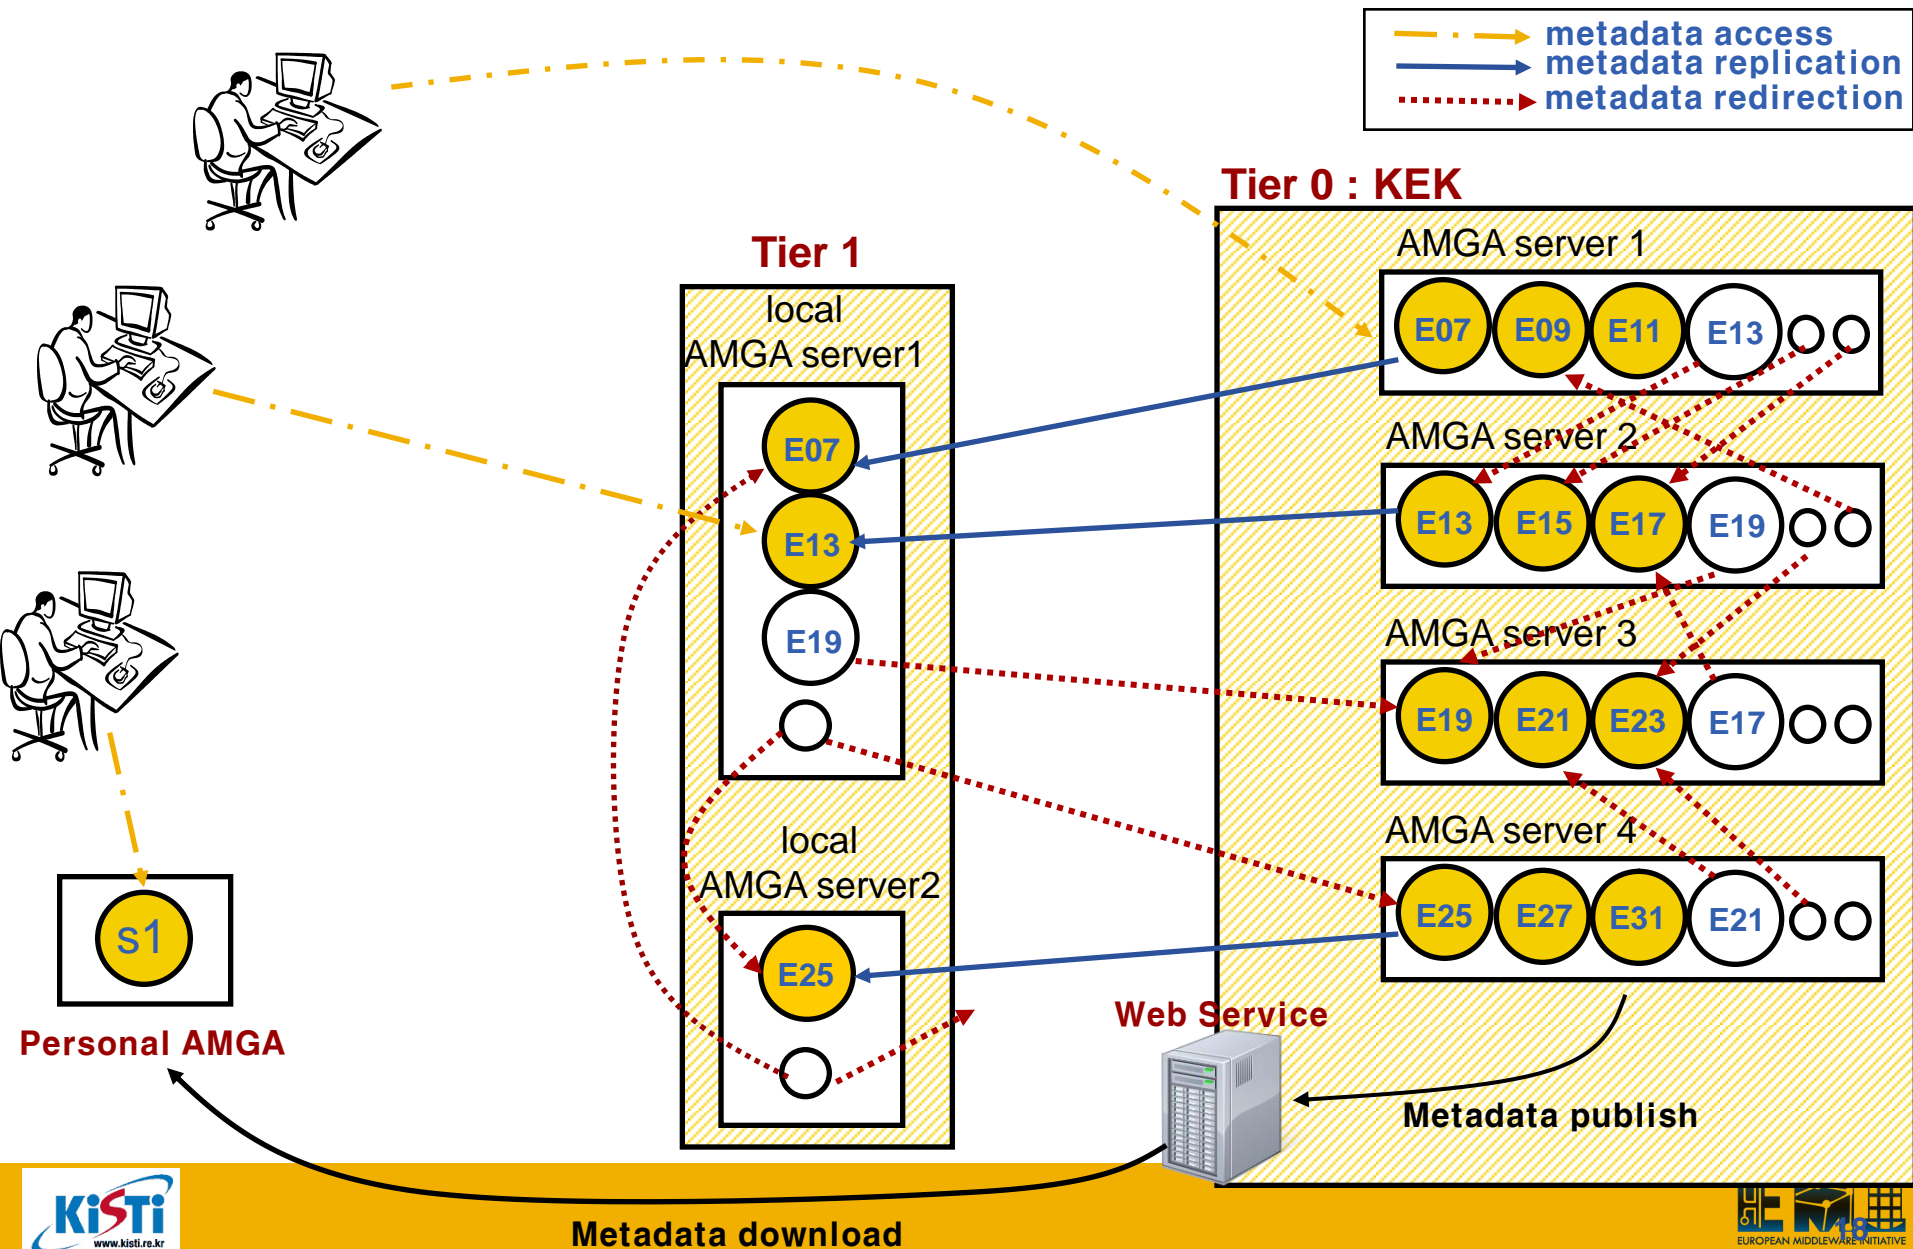 metadata access
metadata replication
metadata redirection
Tier 0 : KEK
AMGA server 1
E07 E09 E11 E13
AMGA server 2
E13 E15 E17 E19
AMGA server 3
E19 E21 E23 E17
AMGA server 4
E25 E27 E31 E21
Tier 1
local
AMGA server1
E07
E13
E19
local
AMGA server2
E25
s1
Personal AMGA
Web Service
Metadata publish
Metadata download
KiSTi
www.kisti.re.kr
EUROPEAN MIDDLEWARE INITIATIVE
18